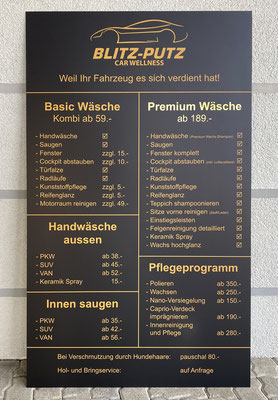 BLITZ-PUTZ
CAR WELLNESS
Weil Ihr Fahrzeug es sich verdient hat!
Basic Wäsche
Kombi ab 59.-
- Handwäsche
- Saugen
- Fenster zzgl. 15.-
- Cockpit abstauben zzgl. 10.-
- Türfalze
- Radläufe
- Kunststoffpflege zzgl. 5.-
- Reifenglanz zzgl. 5.-
- Motorraum reinigen zzgl. 49.-
Handwäsche
aussen
- PKW ab 38.-
- SUV ab 45.-
- VAN ab 52.-
- Keramik Spray 15.-
Innen saugen
- PKW ab 35.-
- SUV ab 42.-
- VAN ab 56.-
Premium Wäsche
ab 189.-
- Handwäsche (Premium Wachs-Shampoo)
- Saugen
- Fenster komplett
- Cockpit abstauben
- Türfalze
- Radläufe
- Kunststoffpflege
- Reifenglanz
- Teppich shampoonieren
- Sitze vorne reinigen
- Einstiegsleisten
- Felgenreinigung detailliert
- Keramik Spray
- Wachs hochglanz
Pflegeprogramm
- Polieren ab 350.-
- Wachsen ab 250.-
- Nano-Versiegelung ab 150.-
- Caprio-Verdeck
Imprägnieren ab 190.-
- Innenreinigung
und Pflege ab 280.-
Bei Verschmutzung durch Hundehaare: pauschal 80.-
Hol- und Bringservice: auf Anfrage